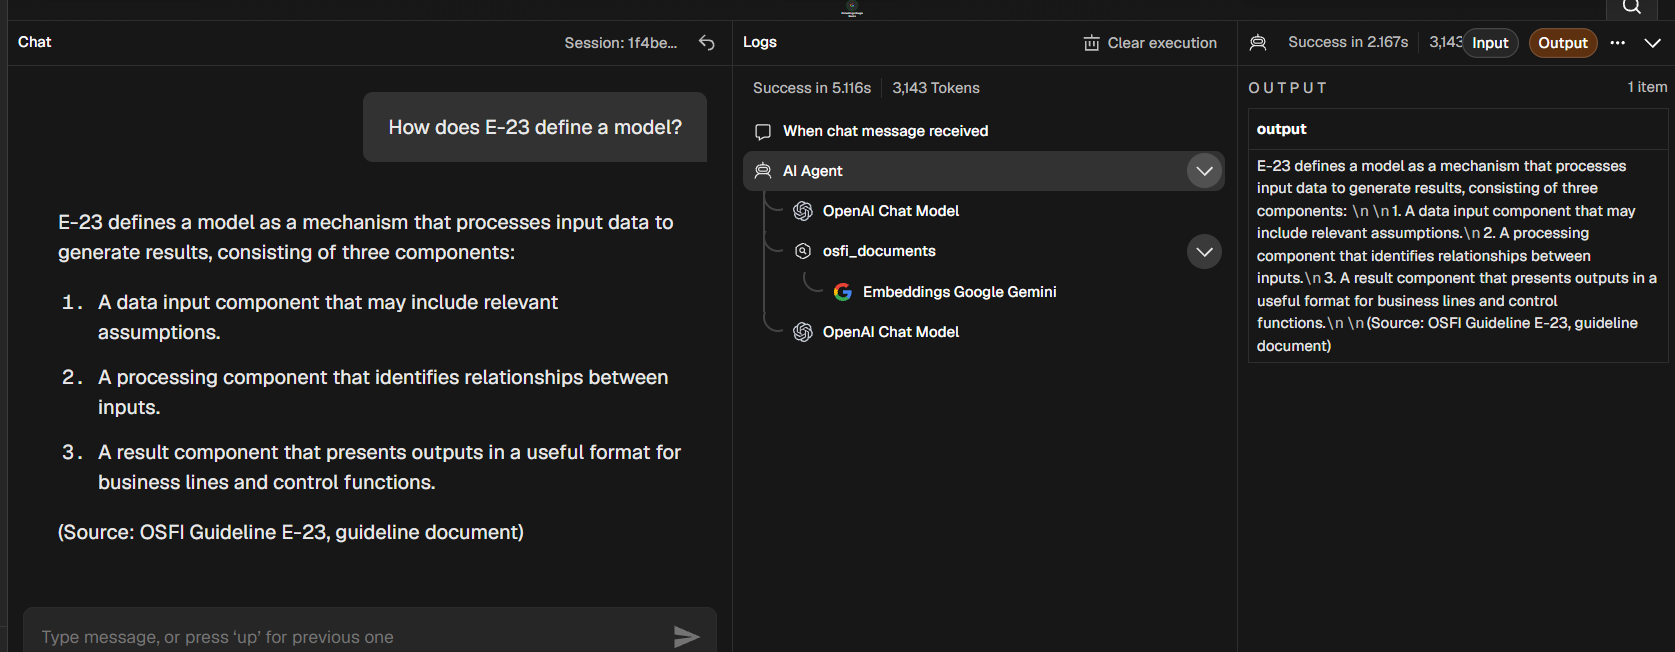 Chat
Session: 1f4be...
How does E-23 define a model?
E-23 defines a model as a mechanism that processes input data to
generate results, consisting of three components:
1. A data input component that may include relevant
assumptions.
2. A processing component that identifies relationships between
inputs.
3. A result component that presents outputs in a useful format for
business lines and control functions.
(Source: OSFI Guideline E-23, guideline document)
Type message, or press ‘up’ for previous one
Logs
Clear execution
Success in 5.116s
3,143 Tokens
When chat message received
AI Agent
OpenAI Chat Model
osfi_documents
Embeddings Google Gemini
OpenAI Chat Model
Success in 2.167s
3,143
Input
Output
OUTPUT
1 item
output
E-23 defines a model as a mechanism that processes
input data to generate results, consisting of three
components: \n \n1. A data input component that may
include relevant assumptions.\n2. A processing
component that identifies relationships between
inputs.\n3. A result component that presents outputs in a
useful format for business lines and control
functions.\n \n(Source: OSFI Guideline E-23, guideline
document)